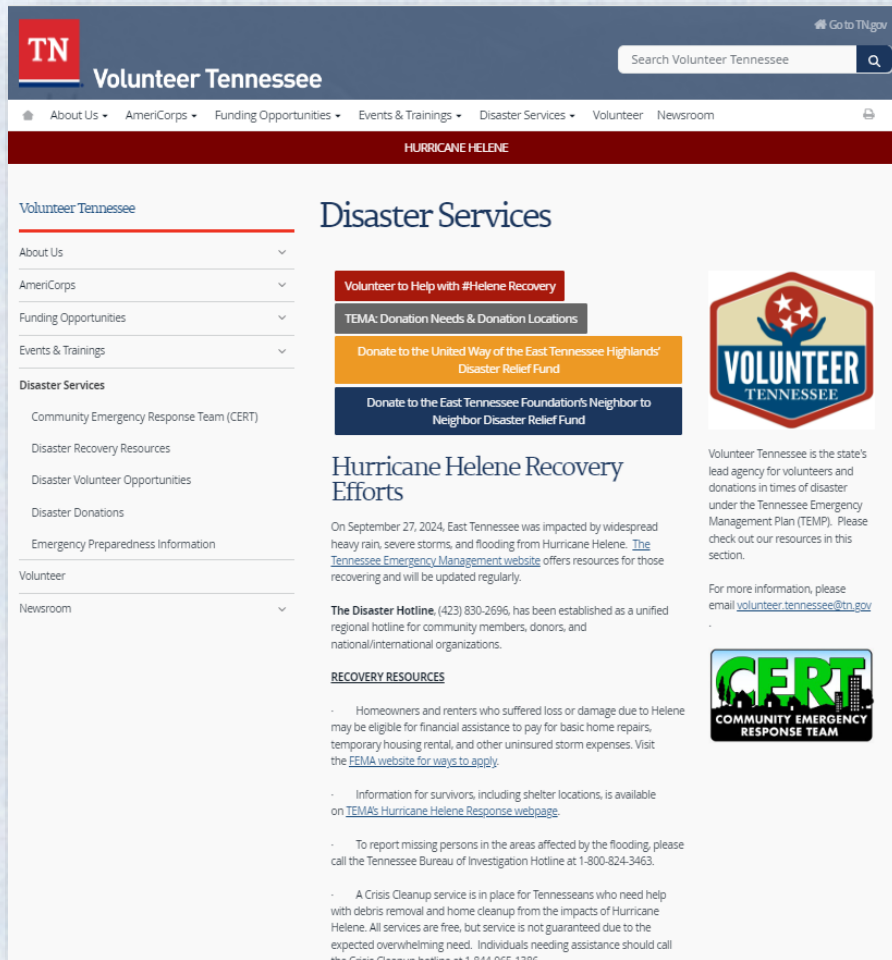 Go to TN.gov
TN
Volunteer Tennessee
Search Volunteer Tennessee
About Us
AmeriCorps
Funding Opportunities
Events & Trainings
Disaster Services
Volunteer
Newsroom
HURRICANE HELENE
Volunteer Tennessee
About Us
AmeriCorps
Funding Opportunities
Events & Trainings
Disaster Services
Community Emergency Response Team (CERT)
Disaster Recovery Resources
Disaster Volunteer Opportunities
Disaster Donations
Emergency Preparedness Information
Volunteer
Newsroom
Disaster Services
Volunteer to Help with #Helene Recovery
TEMA: Donation Needs & Donation Locations
Donate to the United Way of the East Tennessee Highlands'
Disaster Relief Fund
Donate to the East Tennessee Foundation's Neighbor to
Neighbor Disaster Relief Fund
Hurricane Helene Recovery
Efforts
On September 27, 2024, East Tennessee was impacted by widespread
heavy rain, severe storms, and flooding from Hurricane Helene. The
Tennessee Emergency Management website offers resources for those
recovering and will be updated regularly.
The Disaster Hotline, (423) 830-2696, has been established as a unified
regional hotline for community members, donors, and
national/international organizations.
RECOVERY RESOURCES
· Homeowners and renters who suffered loss or damage due to Helene
may be eligible for financial assistance to pay for basic home repairs,
temporary housing rental, and other uninsured storm expenses. Visit
the FEMA website for ways to apply.
· Information for survivors, including shelter locations, is available
on TEMA's Hurricane Helene Response webpage.
· To report missing persons in the areas affected by the flooding, please
call the Tennessee Bureau of Investigation Hotline at 1-800-824-3463.
· A Crisis Cleanup service is in place for Tennesseans who need help
with debris removal and home cleanup from the impacts of Hurricane
Helene. All services are free, but service is not guaranteed due to the
expected overwhelming need. Individuals needing assistance should call
the Crisis Cleanup hotline at 1-844-965-1386
VOLUNTEER
TENNESSEE
Volunteer Tennessee is the state's
lead agency for volunteers and
donations in times of disaster
under the Tennessee Emergency
Management Plan (TEMP). Please
check out our resources in this
section.
For more information, please
email volunteer.tennessee@tn.gov
.
CERT
COMMUNITY EMERGENCY
RESPONSE TEAM